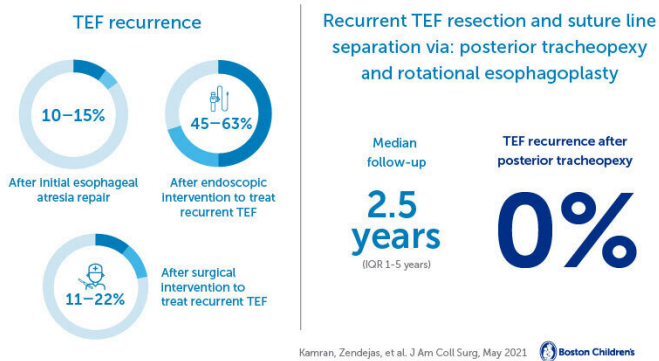 TEF recurrence
10–15%
After initial esophageal
atresia repair
45–63%
After endoscopic
intervention to treat
recurrent TEF
11–22%
After surgical
intervention to
treat recurrent TEF
Recurrent TEF resection and suture line
separation via: posterior tracheopexy
and rotational esophagoplasty
Median
follow-up
2.5
years
(IQR 1-5 years)
TEF recurrence after
posterior tracheopexy
0%
Kamran, Zendejas, et al. J Am Coll Surg, May 2021
Boston Children's